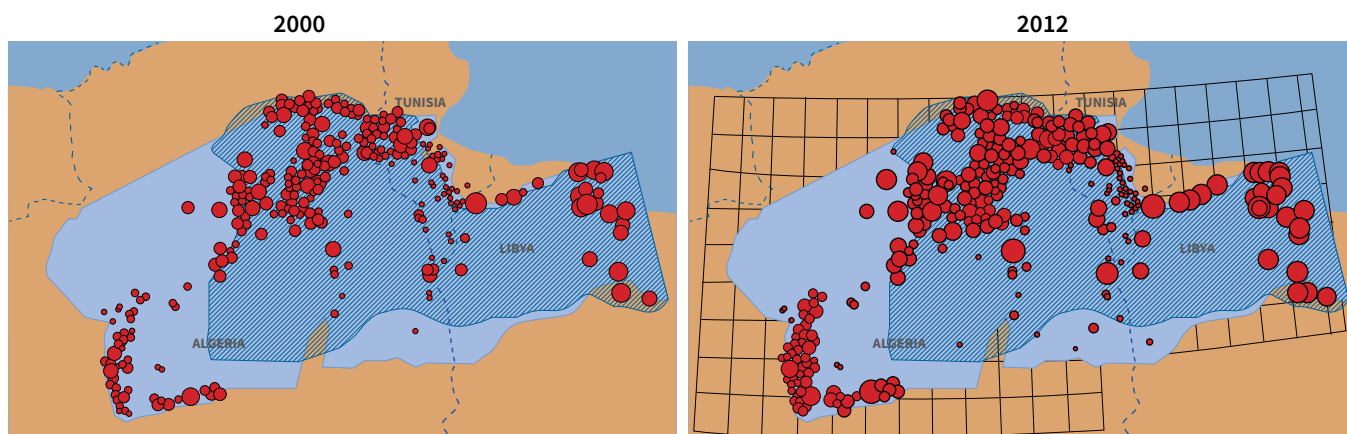 2000
2012
TUNISIA
TUNISIA
LIBYA
LIBYA
ALGERIA
ALGERIA